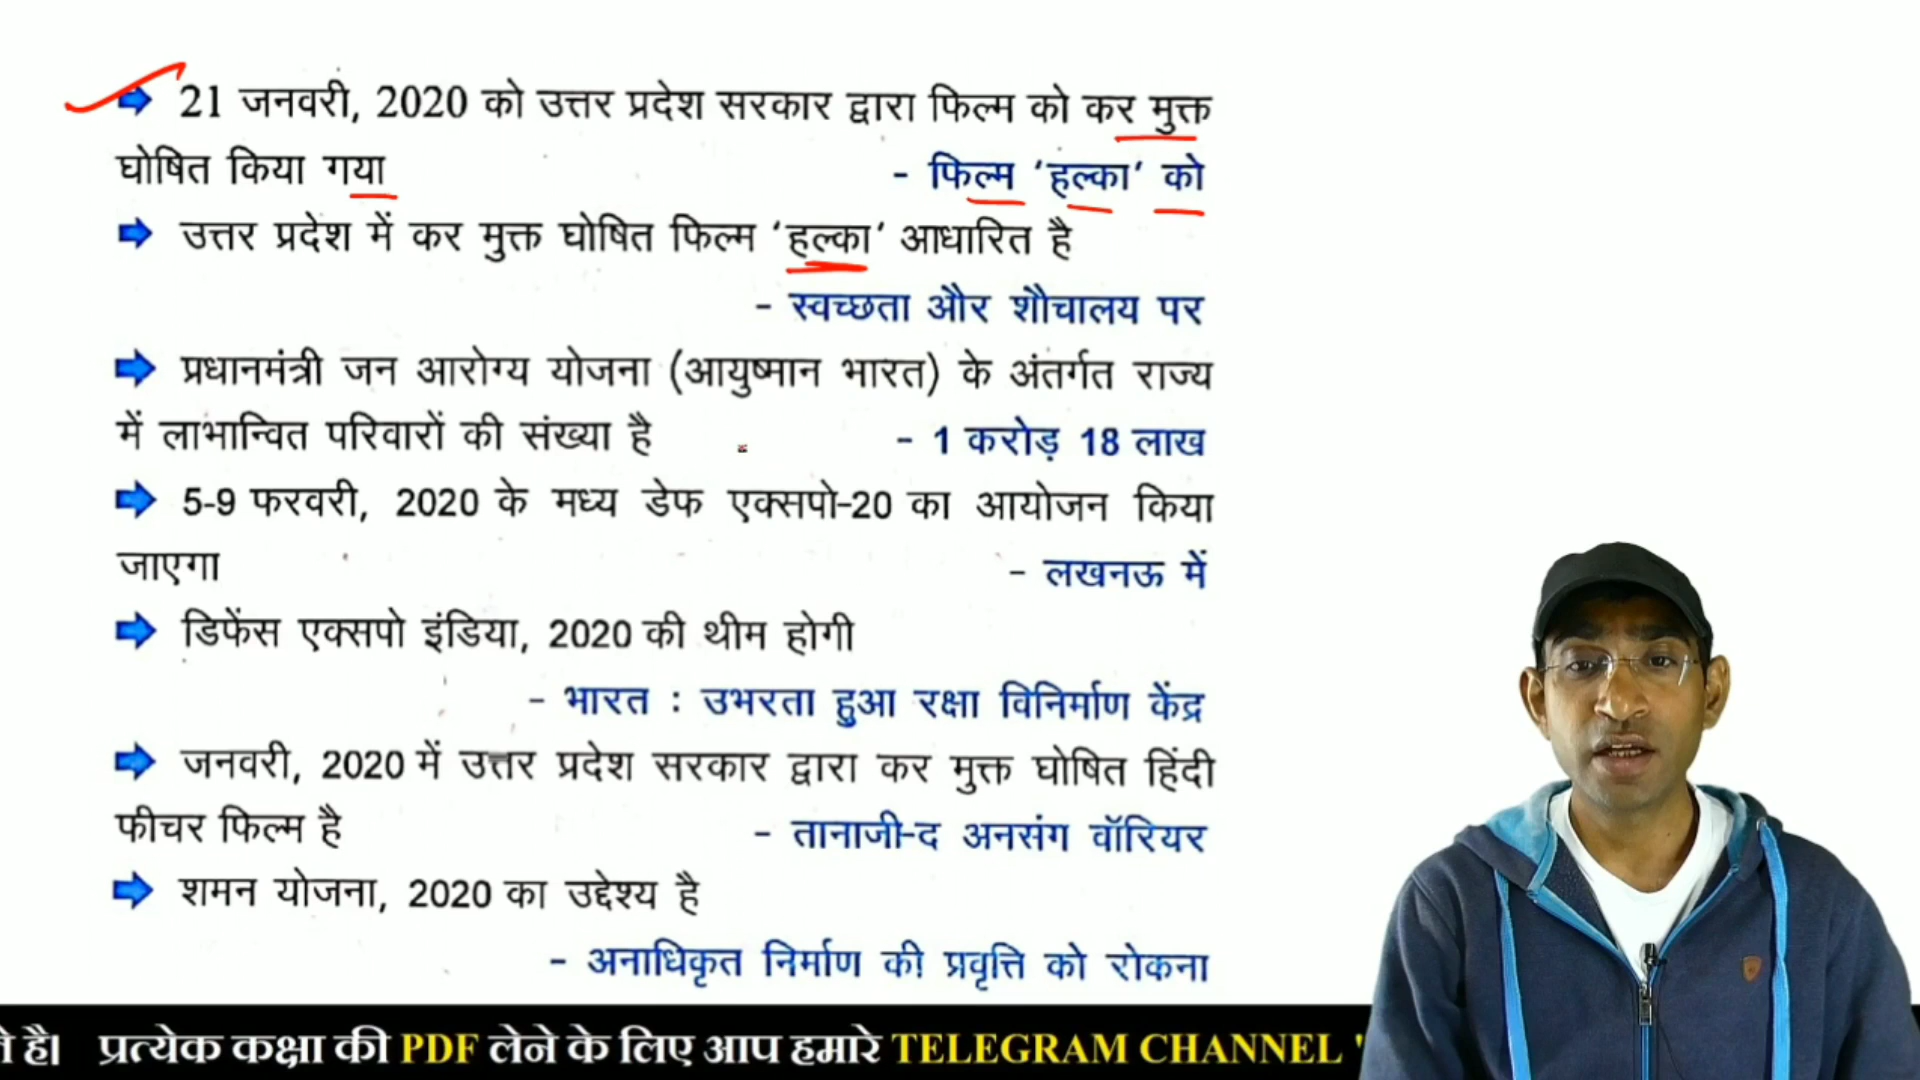 21 जनवरी, 2020 को उत्तर प्रदेश सरकार द्वारा फिल्म को कर मुक्त
घोषित किया गया - फिल्म ‘हल्का’ को
उत्तर प्रदेश में कर मुक्त घोषित फिल्म ‘हल्का’ आधारित है
- स्वच्छता और शौचालय पर
प्रधानमंत्री जन आरोग्य योजना (आयुष्मान भारत) के अंतर्गत राज्य
में लाभान्वित परिवारों की संख्या है - 1 करोड़ 18 लाख
5-9 फरवरी, 2020 के मध्य डेफ एक्सपो-20 का आयोजन किया
जाएगा - लखनऊ में
डिफेंस एक्सपो इंडिया, 2020 की थीम होगी
- भारत : उभरता हुआ रक्षा विनिर्माण केंद्र
जनवरी, 2020 में उत्तर प्रदेश सरकार द्वारा कर मुक्त घोषित हिंदी
फीचर फिल्म है - तानाजी-द अनसंग वॉरियर
शमन योजना, 2020 का उद्देश्य है
- अनाधिकृत निर्माण की प्रवृत्ति को रोकना
है। प्रत्येक कक्षा की PDF लेने के लिए आप हमारे TELEGRAM CHANNEL '